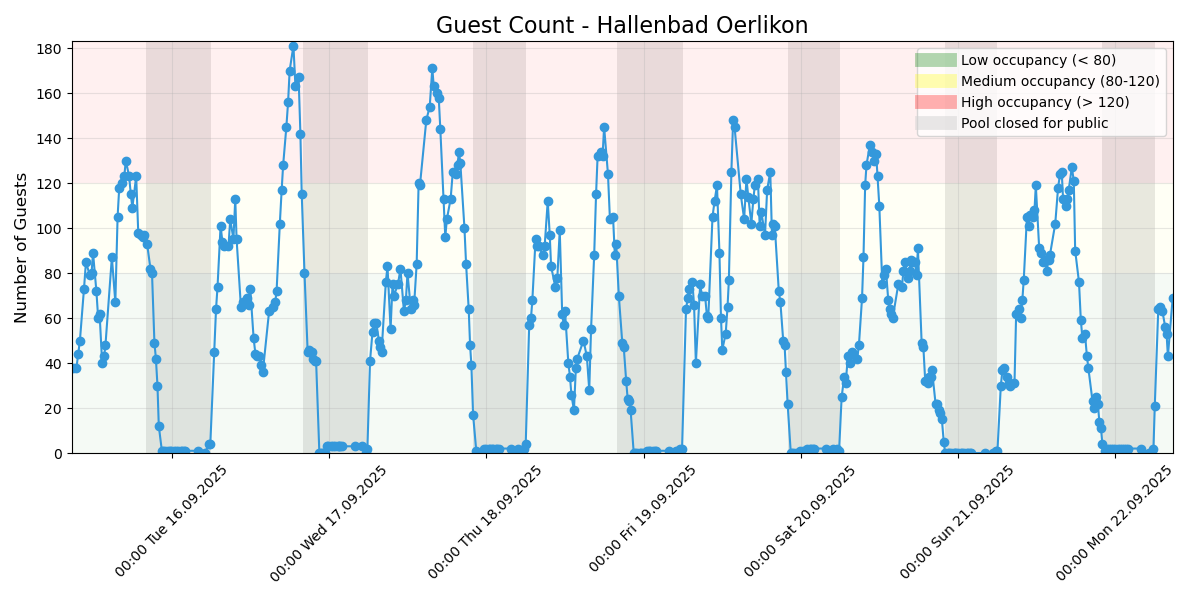 Guest Count - Hallenbad Oerlikon
Number of Guests
180
160
140
120
100
80
60
40
20
0
Low occupancy (< 80)
Medium occupancy (80-120)
High occupancy (> 120)
Pool closed for public
00:00 Tue 16.09.2025
00:00 Wed 17.09.2025
00:00 Thu 18.09.2025
00:00 Fri 19.09.2025
00:00 Sat 20.09.2025
00:00 Sun 21.09.2025
00:00 Mon 22.09.2025